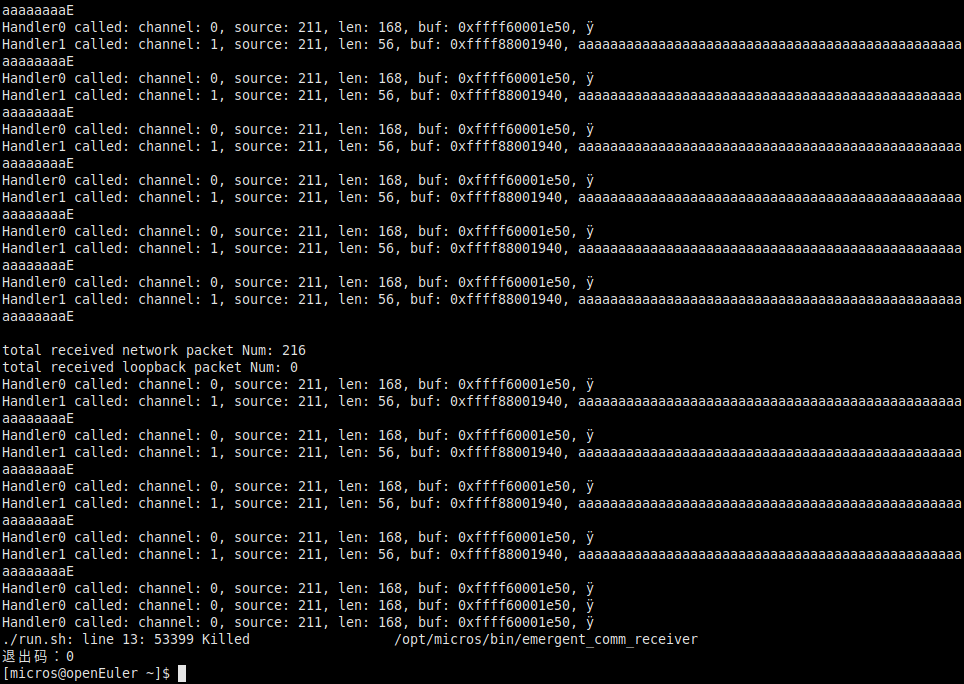 aaaaaaaaE
Handler0 called: channel: 0, source: 211, len: 168, buf: 0xffff60001e50, ÿ
Handler1 called: channel: 1, source: 211, len: 56, buf: 0xffff88001940, aaaaaaaaaaaaaaaaaaaaaaaaaaaaaaaaaaaaaaaaaaaaaaaa
aaaaaaaaE
Handler0 called: channel: 0, source: 211, len: 168, buf: 0xffff60001e50, ÿ
Handler1 called: channel: 1, source: 211, len: 56, buf: 0xffff88001940, aaaaaaaaaaaaaaaaaaaaaaaaaaaaaaaaaaaaaaaaaaaaaaaa
aaaaaaaaE
Handler0 called: channel: 0, source: 211, len: 168, buf: 0xffff60001e50, ÿ
Handler1 called: channel: 1, source: 211, len: 56, buf: 0xffff88001940, aaaaaaaaaaaaaaaaaaaaaaaaaaaaaaaaaaaaaaaaaaaaaaaa
aaaaaaaaE
Handler0 called: channel: 0, source: 211, len: 168, buf: 0xffff60001e50, ÿ
Handler1 called: channel: 1, source: 211, len: 56, buf: 0xffff88001940, aaaaaaaaaaaaaaaaaaaaaaaaaaaaaaaaaaaaaaaaaaaaaaaa
aaaaaaaaE
Handler0 called: channel: 0, source: 211, len: 168, buf: 0xffff60001e50, ÿ
Handler1 called: channel: 1, source: 211, len: 56, buf: 0xffff88001940, aaaaaaaaaaaaaaaaaaaaaaaaaaaaaaaaaaaaaaaaaaaaaaaa
aaaaaaaaE
Handler0 called: channel: 0, source: 211, len: 168, buf: 0xffff60001e50, ÿ
Handler1 called: channel: 1, source: 211, len: 56, buf: 0xffff88001940, aaaaaaaaaaaaaaaaaaaaaaaaaaaaaaaaaaaaaaaaaaaaaaaa
aaaaaaaaE
total received network packet Num: 216
total received loopback packet Num: 0
Handler0 called: channel: 0, source: 211, len: 168, buf: 0xffff60001e50, ÿ
Handler1 called: channel: 1, source: 211, len: 56, buf: 0xffff88001940, aaaaaaaaaaaaaaaaaaaaaaaaaaaaaaaaaaaaaaaaaaaaaaaa
aaaaaaaaE
Handler0 called: channel: 0, source: 211, len: 168, buf: 0xffff60001e50, ÿ
Handler1 called: channel: 1, source: 211, len: 56, buf: 0xffff88001940, aaaaaaaaaaaaaaaaaaaaaaaaaaaaaaaaaaaaaaaaaaaaaaaa
aaaaaaaaE
Handler0 called: channel: 0, source: 211, len: 168, buf: 0xffff60001e50, ÿ
Handler1 called: channel: 1, source: 211, len: 56, buf: 0xffff88001940, aaaaaaaaaaaaaaaaaaaaaaaaaaaaaaaaaaaaaaaaaaaaaaaa
aaaaaaaaE
Handler0 called: channel: 0, source: 211, len: 168, buf: 0xffff60001e50, ÿ
Handler1 called: channel: 1, source: 211, len: 56, buf: 0xffff88001940, aaaaaaaaaaaaaaaaaaaaaaaaaaaaaaaaaaaaaaaaaaaaaaaa
aaaaaaaaE
Handler0 called: channel: 0, source: 211, len: 168, buf: 0xffff60001e50, ÿ
Handler0 called: channel: 0, source: 211, len: 168, buf: 0xffff60001e50, ÿ
Handler0 called: channel: 0, source: 211, len: 168, buf: 0xffff60001e50, ÿ
./run.sh: line 13: 53399 Killed                  /opt/micros/bin/emergent_comm_receiver
退出码：0
[micros@openEuler ~]$